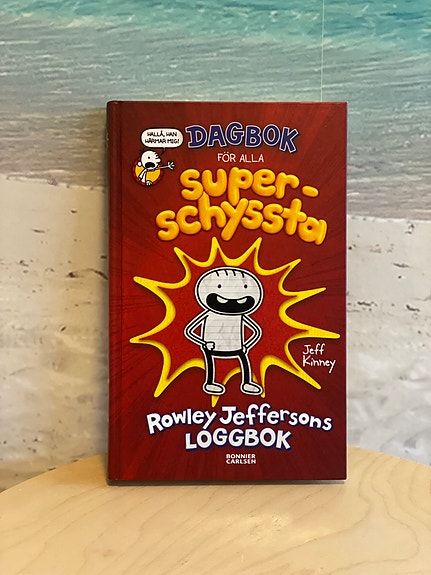 HALLÅ, HAN
HÄRMAR MIG!
DAGBOK
FÖR ALLA
SUPER-
SCHYSSTA
Jeff
Kinney
Rowley Jeffersons
LOGGBOK
BONNIER
CARLSEN